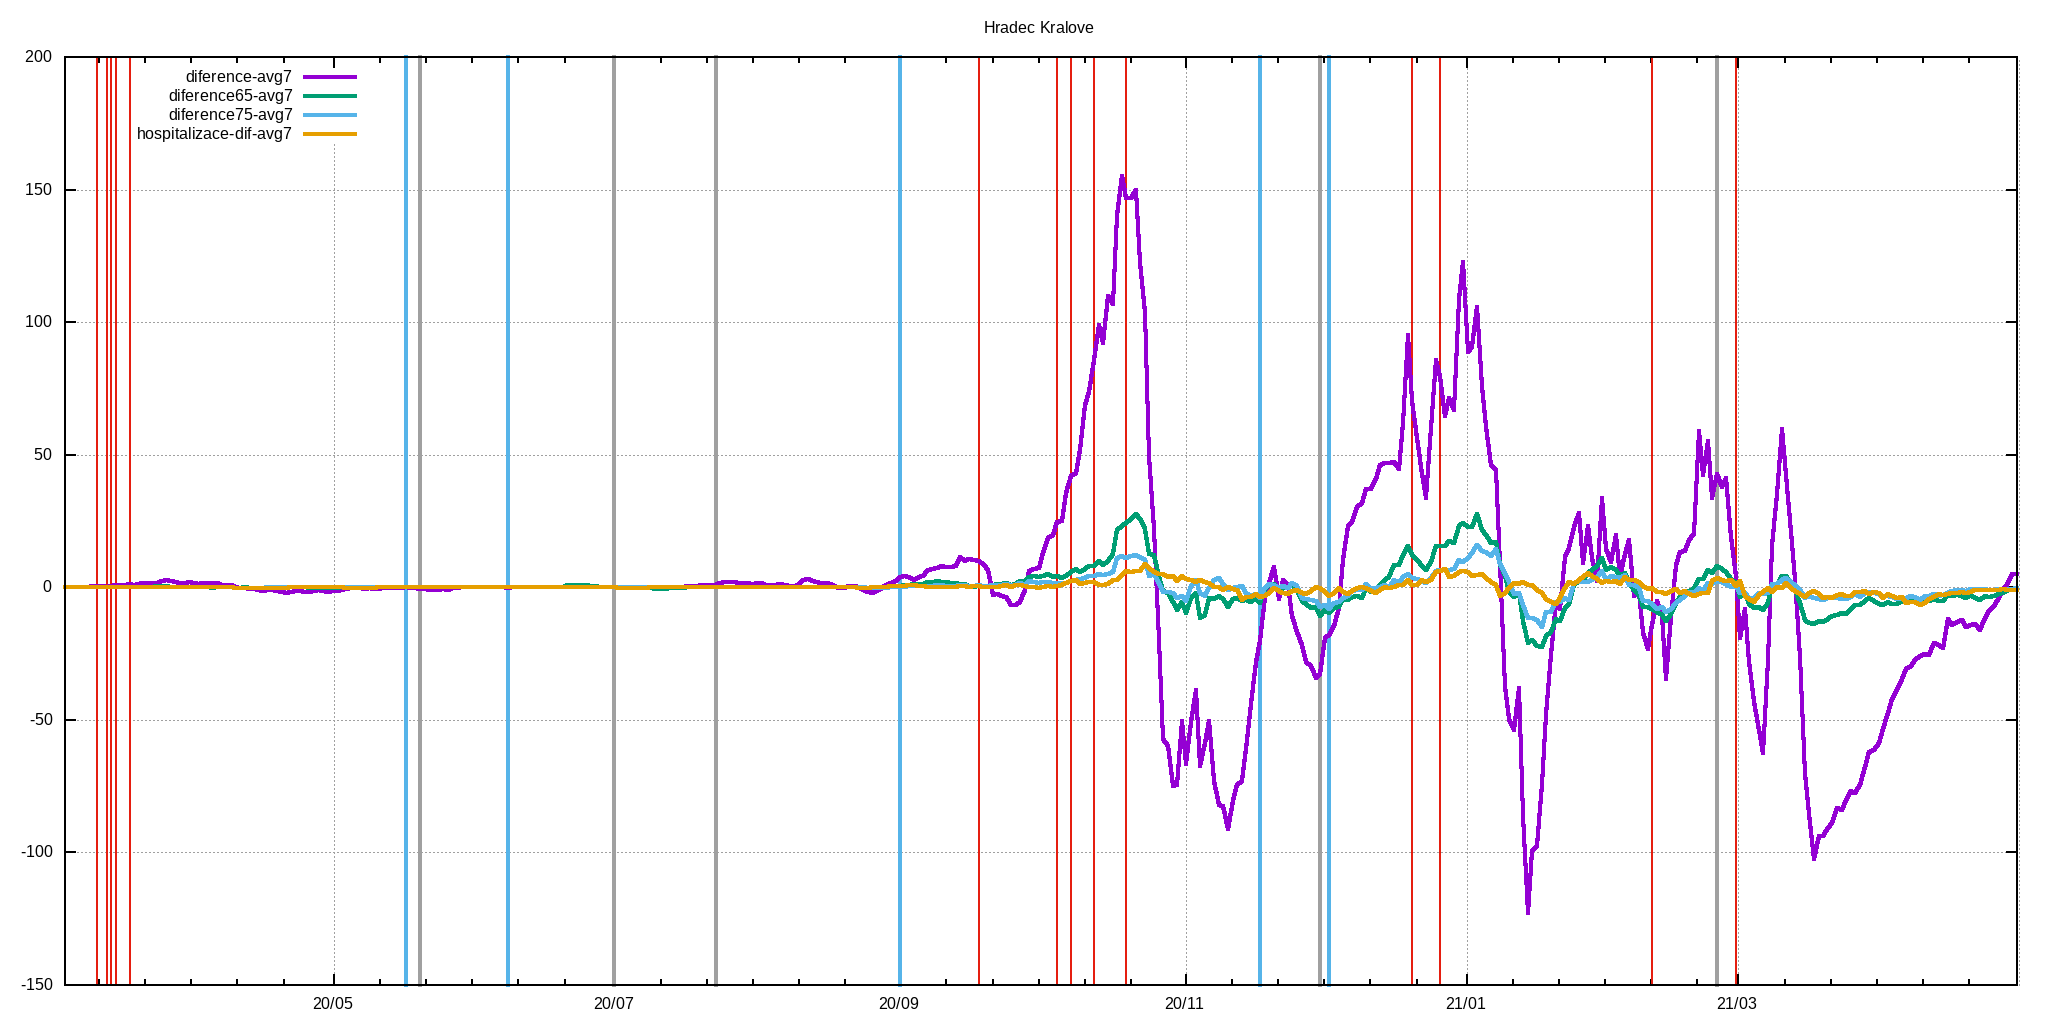 Hradec Kralove
200
150
100
50
0
-50
-100
-150
diference-avg7
diference65-avg7
diference75-avg7
hospitalizace-dif-avg7
20/05
20/07
20/09
20/11
21/01
21/03